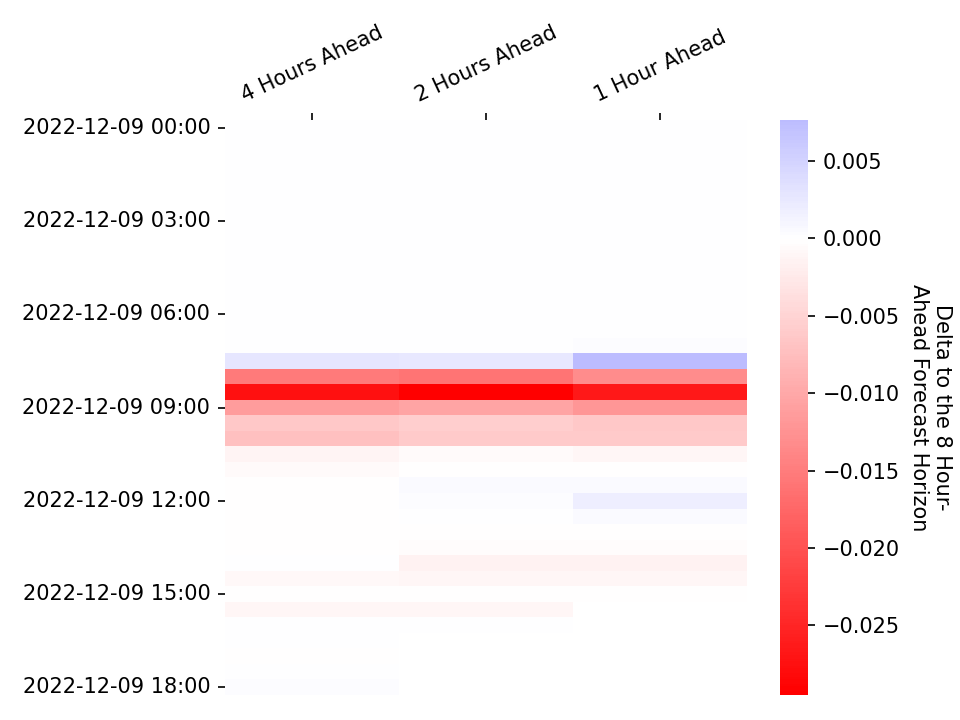 4 Hours Ahead
2 Hours Ahead
1 Hour Ahead
2022-12-09 00:00
2022-12-09 03:00
2022-12-09 06:00
2022-12-09 09:00
2022-12-09 12:00
2022-12-09 15:00
2022-12-09 18:00
0.005
0.000
−0.005
−0.010
−0.015
−0.020
−0.025
Delta to the 8 Hour-
Ahead Forecast Horizon